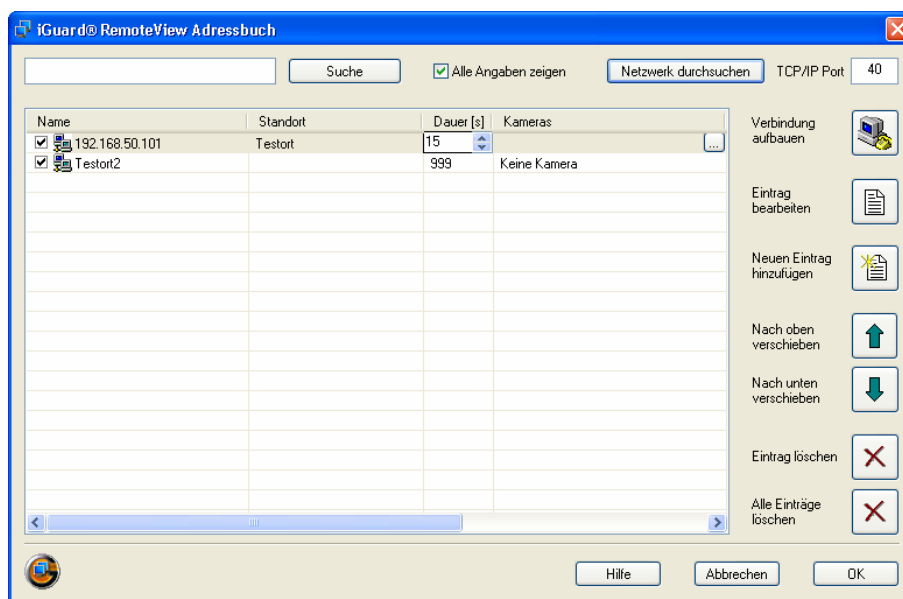 iGuard® RemoteView Adressbuch
Suche
Alle Angaben zeigen
Netzwerk durchsuchen
TCP/IP Port
40
Name Standort Dauer [s] Kameras
192.168.50.101 Testort 15 ...
Testort2 999 Keine Kamera
Verbindung
aufbauen
Eintrag
bearbeiten
Neuen Eintrag
hinzufügen
Nach oben
verschieben
Nach unten
verschieben
Eintrag löschen
Alle Einträge
löschen
Hilfe
Abbrechen
OK